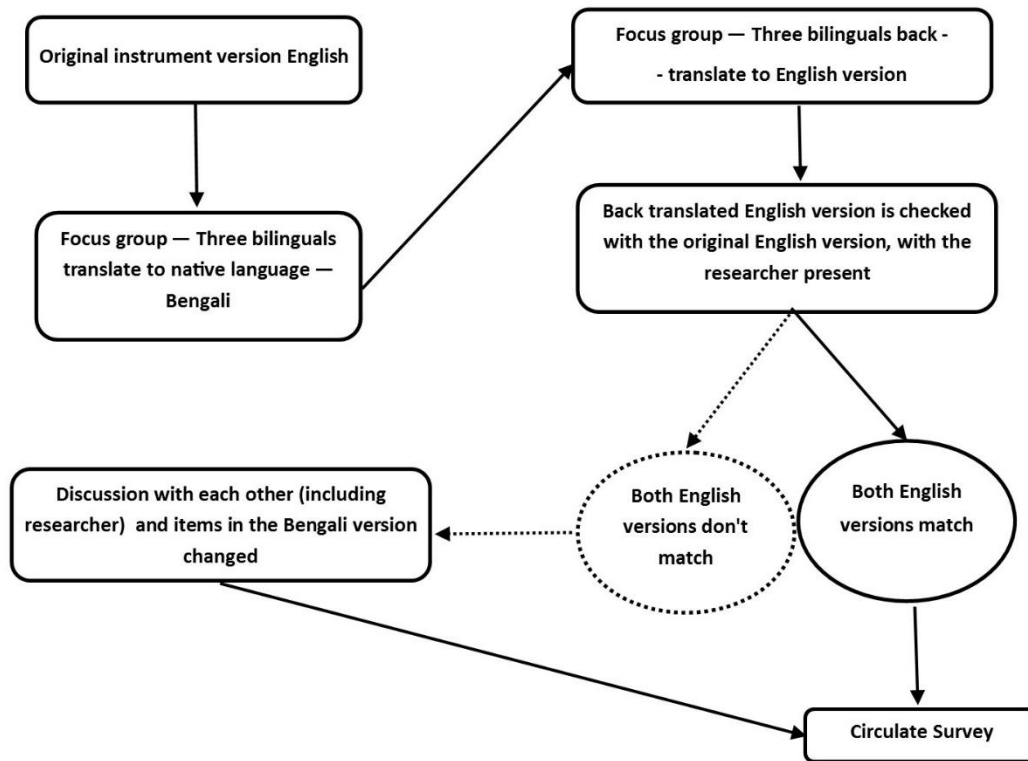 Original instrument version English
Focus group — Three bilinguals
translate to native language —
Bengali
Focus group — Three bilinguals back -
- translate to English version
Back translated English version is checked
with the original English version, with the
researcher present
Both English
versions don't
match
Both English
versions match
Discussion with each other (including
researcher) and items in the Bengali version
changed
Circulate Survey